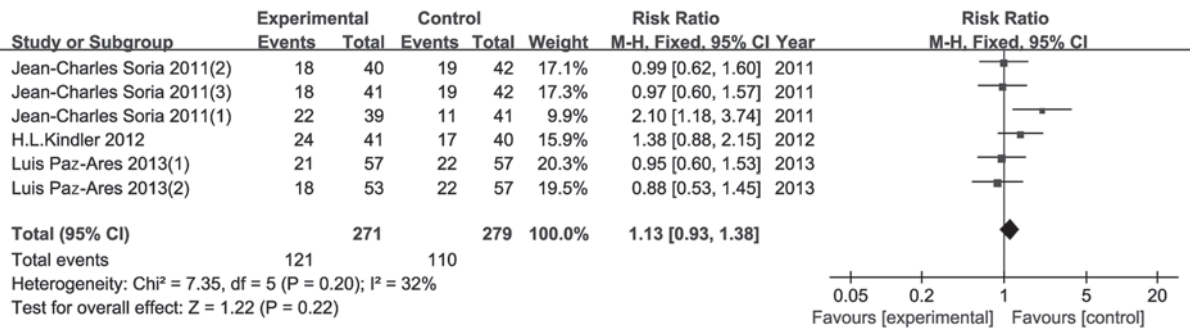 Experimental Control Risk Ratio Risk Ratio
Study or Subgroup Events Total Events Total Weight M-H, Fixed, 95% CI Year M-H, Fixed, 95% CI
Jean-Charles Soria 2011(2) 18 40 19 42 17.1% 0.99 [0.62, 1.60] 2011
Jean-Charles Soria 2011(3) 18 41 19 42 17.3% 0.97 [0.60, 1.57] 2011
Jean-Charles Soria 2011(1) 22 39 11 41 9.9% 2.10 [1.18, 3.74] 2011
H.L.Kindler 2012 24 41 17 40 15.9% 1.38 [0.88, 2.15] 2012
Luis Paz-Ares 2013(1) 21 57 22 57 20.3% 0.95 [0.60, 1.53] 2013
Luis Paz-Ares 2013(2) 18 53 22 57 19.5% 0.88 [0.53, 1.45] 2013
Total (95% CI) 271 279 100.0% 1.13 [0.93, 1.38]
Total events 121 110
Heterogeneity: Chi² = 7.35, df = 5 (P = 0.20); I² = 32%
Test for overall effect: Z = 1.22 (P = 0.22)
0.05 0.2 1 5 20
Favours [experimental] Favours [control]